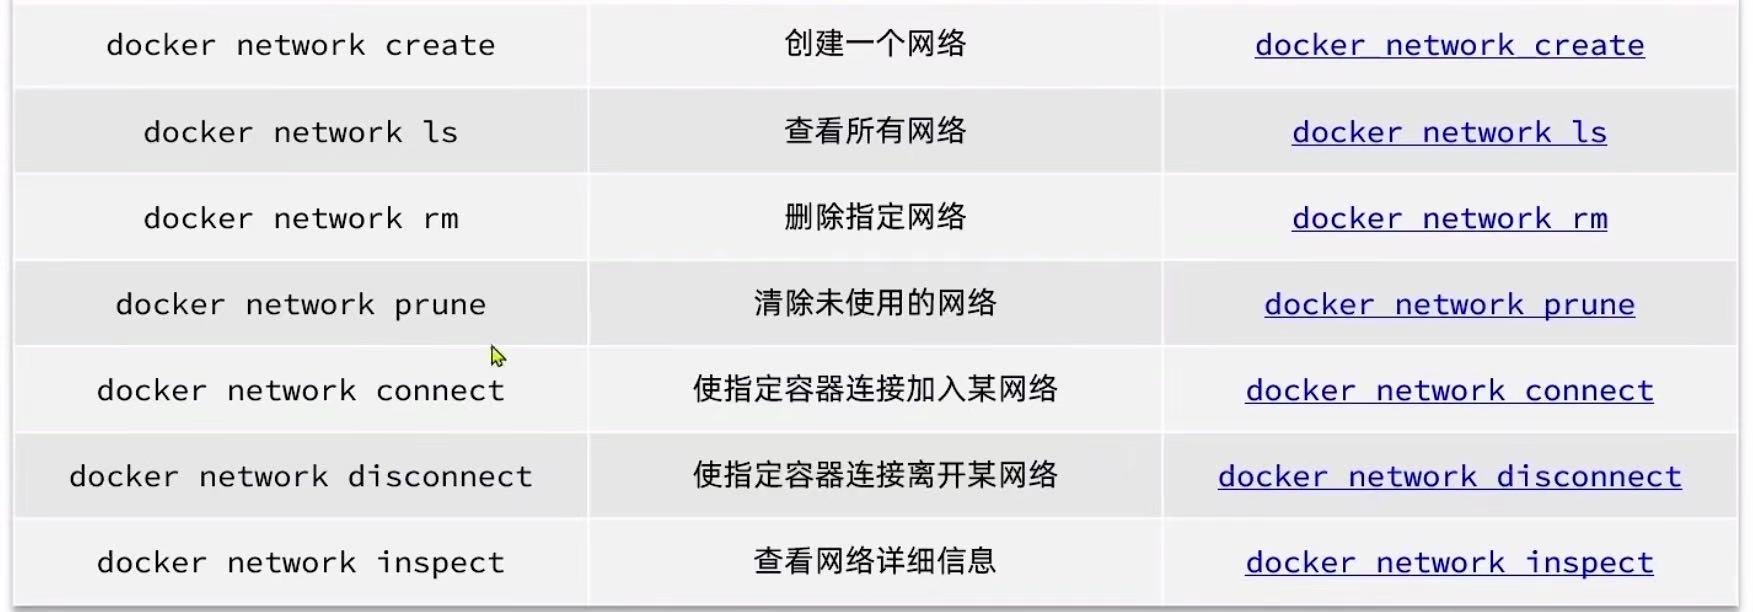 docker network create 创建一个网络 docker network create
docker network ls 查看所有网络 docker network ls
docker network rm 删除指定网络 docker network rm
docker network prune 清除未使用的网络 docker network prune
docker network connect 使指定容器连接加入某网络 docker network connect
docker network disconnect 使指定容器连接离开某网络 docker network disconnect
docker network inspect 查看网络详细信息 docker network inspect